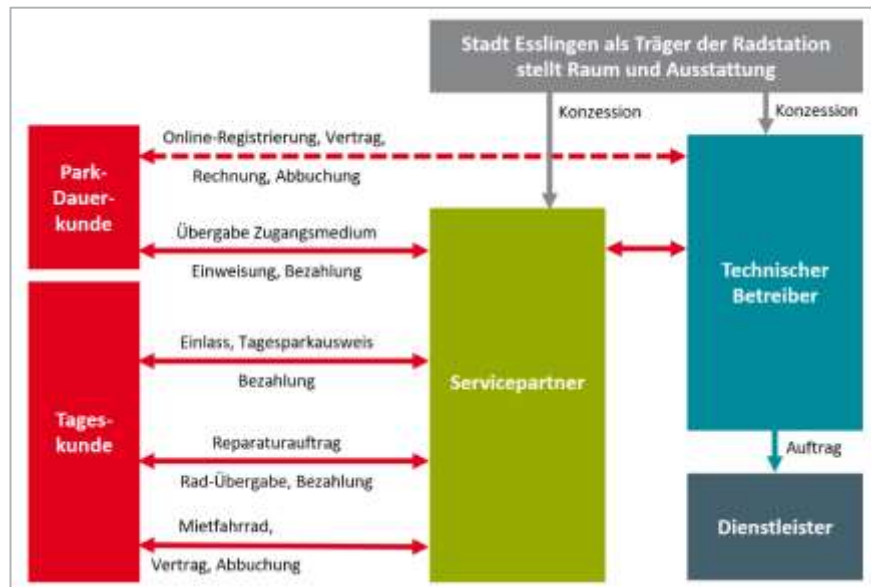 Stadt Esslingen als Träger der Radstation
stellt Raum und Ausstattung
Konzession
Konzession
Online-Registrierung, Vertrag,
Rechnung, Abbuchung
Park-
Dauer-
kunde
Übergabe Zugangsmedium
Einweisung, Bezahlung
Technischer
Betreiber
Einlass, Tagesparkausweis
Bezahlung
Servicepartner
Tages-
kunde
Reparaturauftrag
Rad-Übergabe, Bezahlung
Auftrag
Mietfahrrad,
Vertrag, Abbuchung
Dienstleister